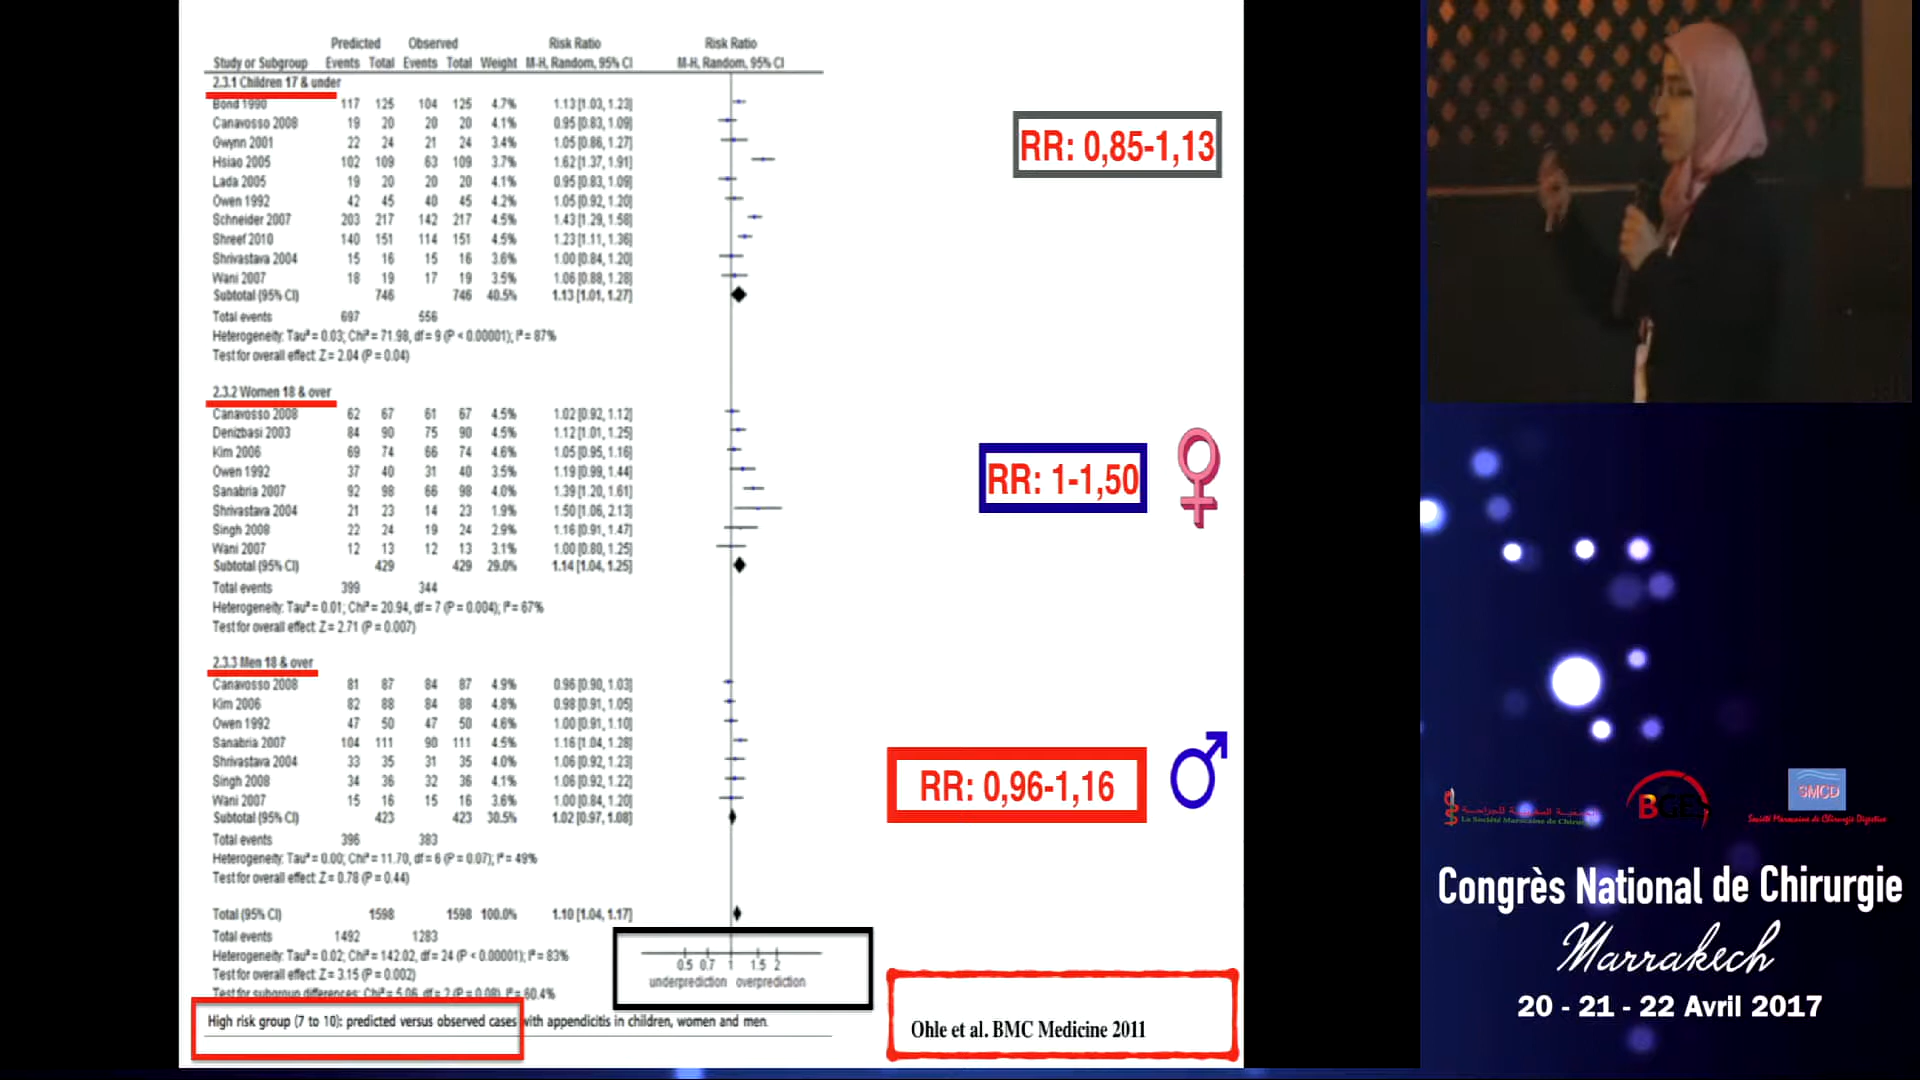 Predicted Observed Risk Ratio Risk Ratio
Study or Subgroup Events Total Events Total Weight M-H, Random, 95% CI M-H, Random, 95% CI
2.3.1 Children 17 & under
Bond 1990 117 125 104 125 4.7% 1.13 [1.03, 1.23]
Canavosso 2008 19 20 20 20 4.1% 0.95 [0.83, 1.09]
Gwynn 2001 22 24 21 24 3.4% 1.05 [0.86, 1.27]
Hsiao 2005 102 109 63 109 3.7% 1.62 [1.37, 1.91]
Lada 2005 19 20 20 20 4.1% 0.95 [0.83, 1.09]
Owen 1992 42 45 40 45 4.2% 1.05 [0.92, 1.20]
Schneider 2007 203 217 142 217 4.5% 1.43 [1.29, 1.58]
Shreef 2010 140 151 114 151 4.5% 1.23 [1.11, 1.36]
Shrivastava 2004 15 16 15 16 3.6% 1.00 [0.84, 1.20]
Wani 2007 18 19 17 19 3.5% 1.06 [0.88, 1.28]
Subtotal (95% CI) 746 746 40.5% 1.13 [1.01, 1.27]
Total events 697 556
Heterogeneity: Tau² = 0.03; Chi² = 71.98, df = 9 (P < 0.00001); I² = 87%
Test for overall effect: Z = 2.04 (P = 0.04)
RR: 0,85-1,13
2.3.2 Women 18 & over
Canavosso 2008 62 67 61 67 4.5% 1.02 [0.92, 1.12]
Denizbasi 2003 84 90 75 90 4.5% 1.12 [1.01, 1.25]
Kim 2006 69 74 66 74 4.6% 1.05 [0.95, 1.16]
Owen 1992 37 40 31 40 3.5% 1.19 [0.99, 1.44]
Sanabria 2007 92 98 66 98 4.0% 1.39 [1.20, 1.61]
Shrivastava 2004 21 23 14 23 1.9% 1.50 [1.06, 2.13]
Singh 2008 22 24 19 24 2.9% 1.16 [0.91, 1.47]
Wani 2007 12 13 12 13 3.1% 1.00 [0.80, 1.25]
Subtotal (95% CI) 429 429 29.0% 1.14 [1.04, 1.25]
Total events 399 344
Heterogeneity: Tau² = 0.01; Chi² = 20.94, df = 7 (P = 0.004); I² = 67%
Test for overall effect: Z = 2.71 (P = 0.007)
RR: 1-1,50
2.3.3 Men 18 & over
Canavosso 2008 81 87 84 87 4.9% 0.96 [0.90, 1.03]
Kim 2006 82 88 84 88 4.8% 0.98 [0.91, 1.05]
Owen 1992 47 50 47 50 4.6% 1.00 [0.91, 1.10]
Sanabria 2007 104 111 90 111 4.5% 1.16 [1.04, 1.28]
Shrivastava 2004 33 35 31 35 4.0% 1.06 [0.92, 1.23]
Singh 2008 34 36 32 36 4.1% 1.06 [0.92, 1.22]
Wani 2007 15 16 15 16 3.6% 1.00 [0.84, 1.20]
Subtotal (95% CI) 423 423 30.5% 1.02 [0.97, 1.08]
Total events 396 383
Heterogeneity: Tau² = 0.00; Chi² = 11.70, df = 6 (P = 0.07); I² = 49%
Test for overall effect: Z = 0.78 (P = 0.44)
RR: 0,96-1,16
Total (95% CI) 1598 1598 100.0% 1.10 [1.04, 1.17]
Total events 1492 1283
Heterogeneity: Tau² = 0.02; Chi² = 142.02, df = 24 (P < 0.00001); I² = 83%
Test for overall effect: Z = 3.15 (P = 0.002)
Test for subgroup differences: Chi² = 5.06, df = 2 (P = 0.08), I² = 60.4%
0.5 0.7 1 1.5 2
underprediction overprediction
High risk group (7 to 10): predicted versus observed cases with appendicitis in children, women and men.
Ohle et al. BMC Medicine 2011
La Société Marocaine de Chirurgie
SMCD
Société Marocaine de Chirurgie Digestive
Congrès National de Chirurgie
Marrakech
20 - 21 - 22 Avril 2017